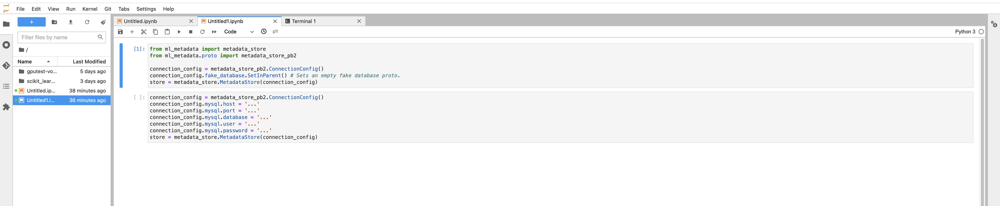 File Edit View Run Kernel Git Tabs Settings Help
Filter files by name
/
Name Last Modified
gputest-vo... 5 days ago
scikit_lear... 3 days ago
Untitled.ip... 38 minutes ago
Untitled1.i... 36 minutes ago
Untitled.ipynb Untitled1.ipynb Terminal 1
Code git Python 3
[1]: from ml_metadata import metadata_store
from ml_metadata.proto import metadata_store_pb2
connection_config = metadata_store_pb2.ConnectionConfig()
connection_config.fake_database.SetInParent() # Sets an empty fake database proto.
store = metadata_store.MetadataStore(connection_config)
[ ]: connection_config = metadata_store_pb2.ConnectionConfig()
connection_config.mysql.host = '...'
connection_config.mysql.port = '...'
connection_config.mysql.database = '...'
connection_config.mysql.user = '...'
connection_config.mysql.password = '...'
store = metadata_store.MetadataStore(connection_config)